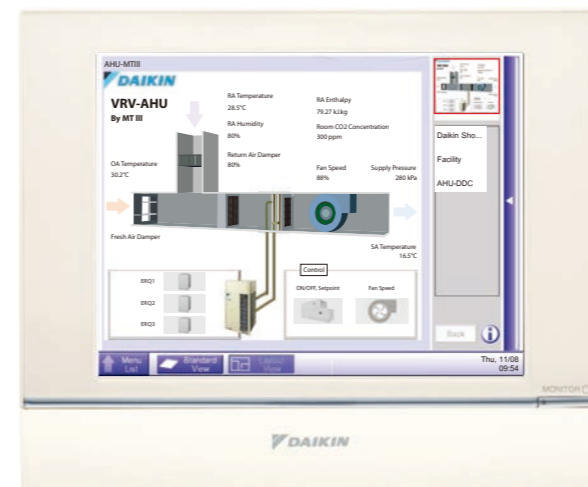 AHU-MTIII
DAIKIN
VRV-AHU
By MT III
RA Temperature
28.5°C
RA Humidity
80%
Return Air Damper
80%
RA Enthalpy
79.27 kJ.kg
Room CO2 Concentration
300 ppm
Fan Speed
88%
Supply Pressure
280 kPa
OA Temperature
30.2°C
Fresh Air Damper
SA Temperature
16.5°C
ERQ1
ERQ2
ERQ3
Control
ON/OFF, Setpoint
Fan Speed
Daikin Sho...
Facility
AHU-DDC
Back
Menu
List
Standard
View
Layout
View
Thu, 11/08
09:54
MONITOR
DAIKIN